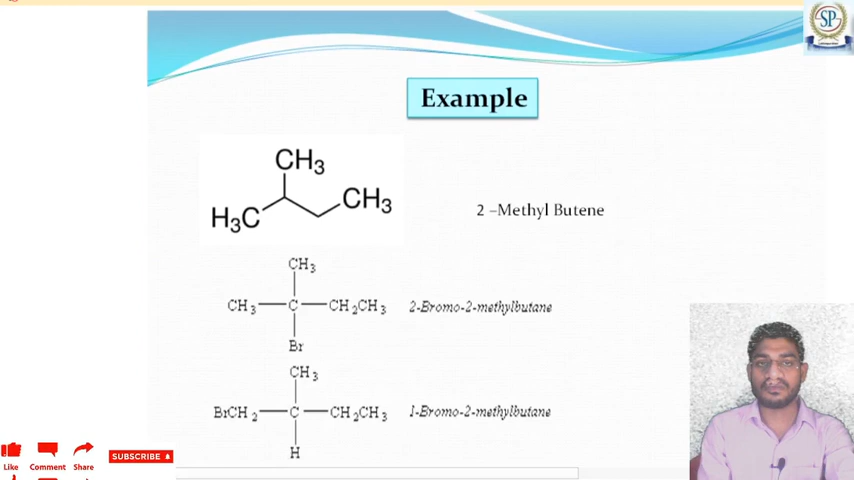 SP
Example
CH3
H3C
CH3
2 –Methyl Butene
CH3
CH3—C—CH2CH3 2-Bromo-2-methylbutane
Br
CH3
BrCH2—C—CH2CH3 1-Bromo-2-methylbutane
H
Like Comment Share SUBSCRIBE